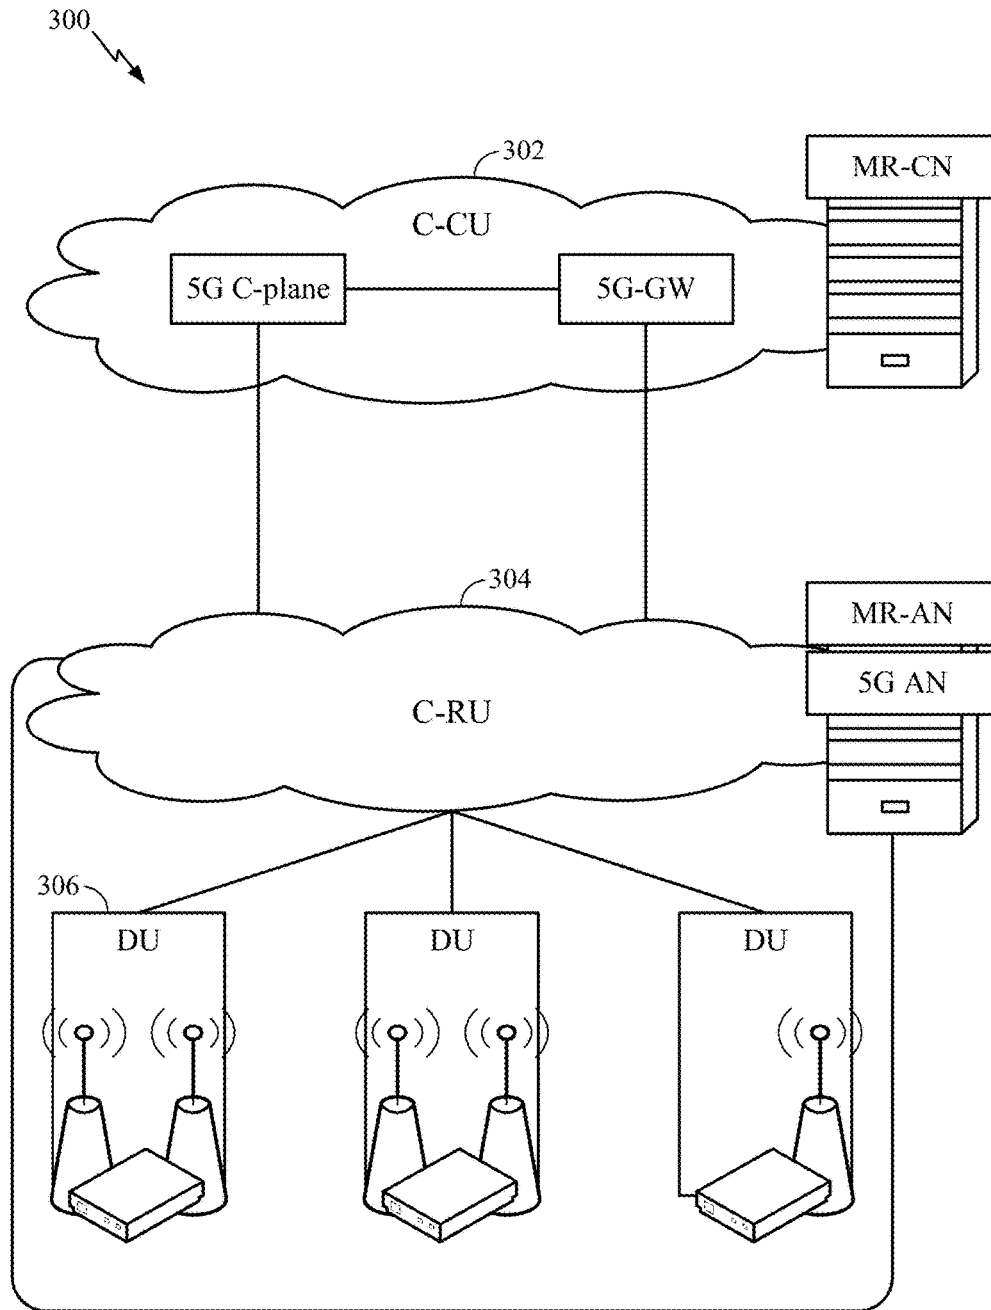 300
302
MR-CN
C-CU
5G C-plane
5G-GW
304
MR-AN
5G AN
C-RU
306
DU
DU
DU